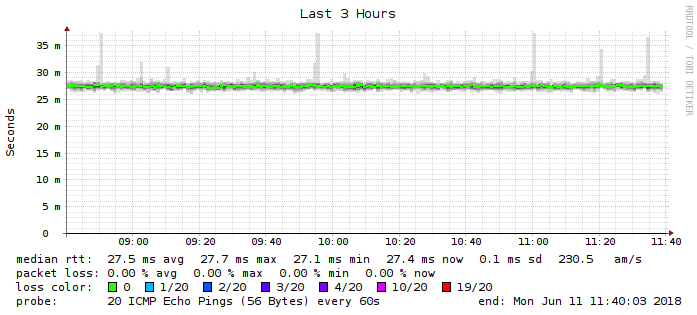 Last 3 Hours
RRDTOOL / TOBI OETIKER
Seconds
35 m
30 m
25 m
20 m
15 m
10 m
5 m
0
09:00 09:20 09:40 10:00 10:20 10:40 11:00 11:20 11:40
median rtt: 27.5 ms avg 27.7 ms max 27.1 ms min 27.4 ms now 0.1 ms sd 230.5 am/s
packet loss: 0.00 % avg 0.00 % max 0.00 % min 0.00 % now
loss color: 0 1/20 2/20 3/20 4/20 10/20 19/20
probe: 20 ICMP Echo Pings (56 Bytes) every 60s end: Mon Jun 11 11:40:03 2018